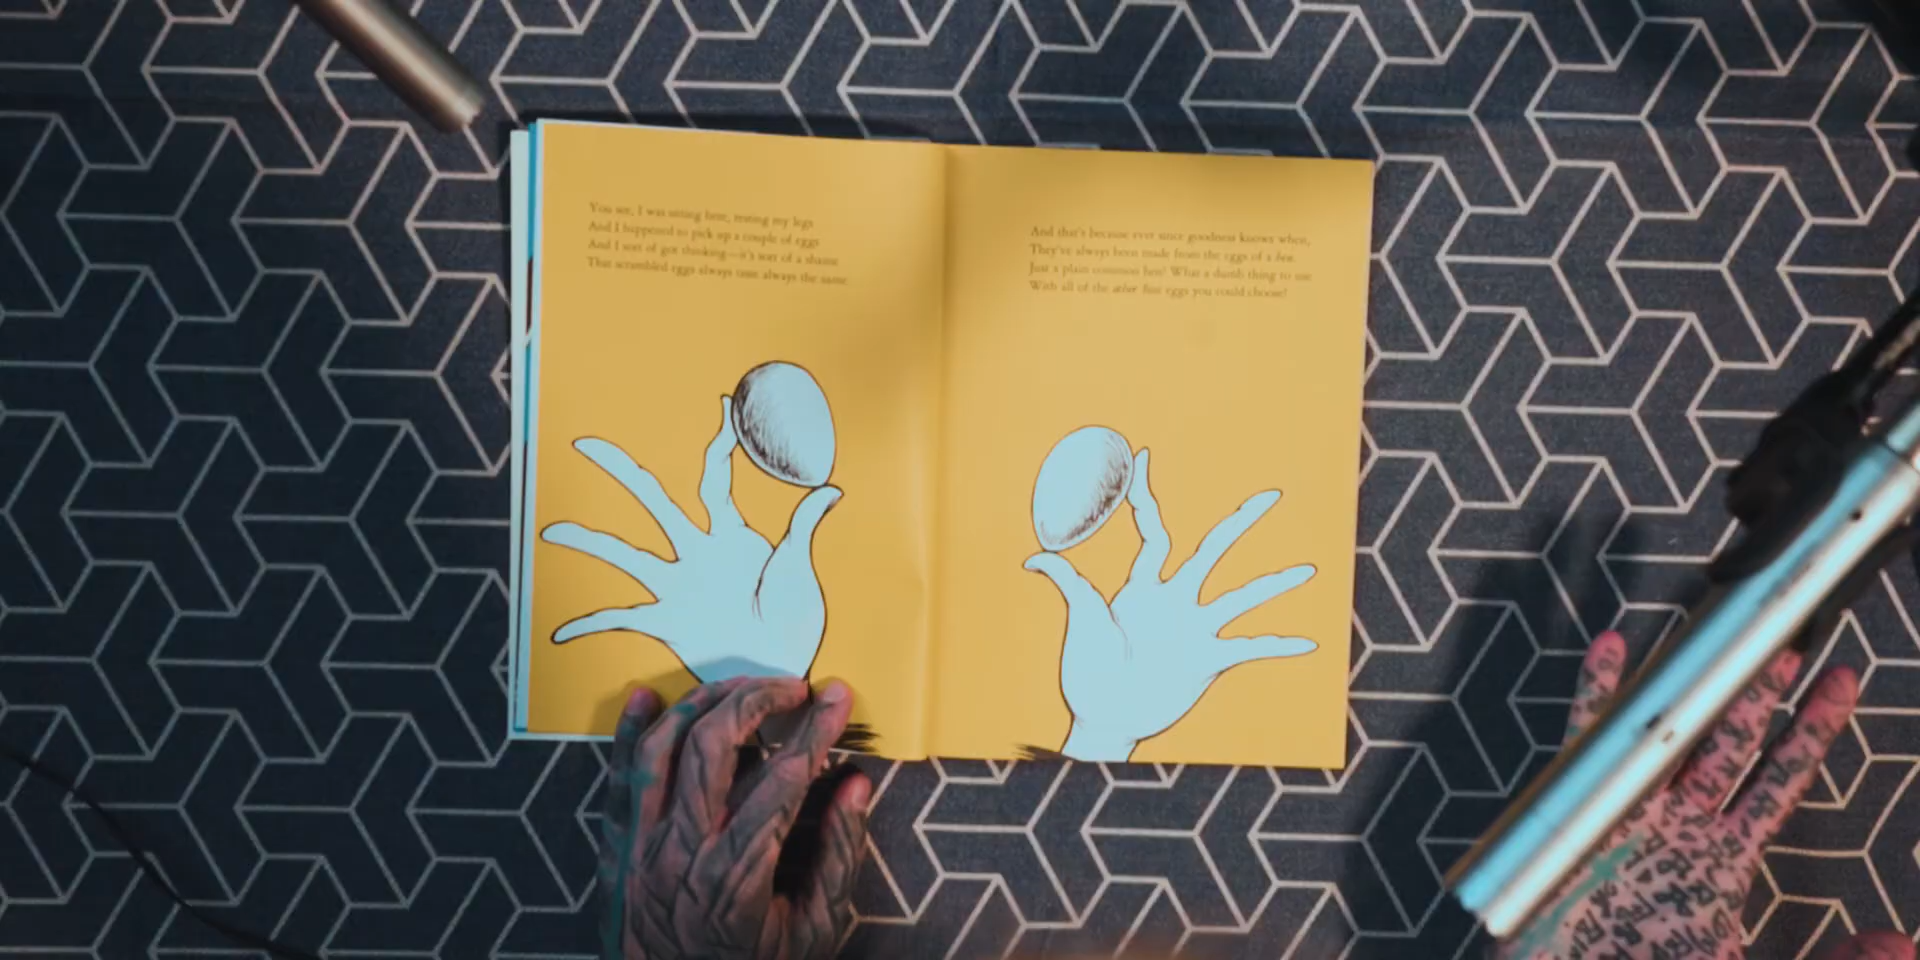 You see, I was sitting here, resting my legs
And I happened to pick up a couple of eggs
And I sort of got thinking—it's sort of a shame
That scrambled eggs always taste always the same.
And that's because ever since goodness knows when,
They've always been made from the eggs of a hen.
Just a plain common hen! What a dumb thing to use
With all of the other fine eggs you could choose!